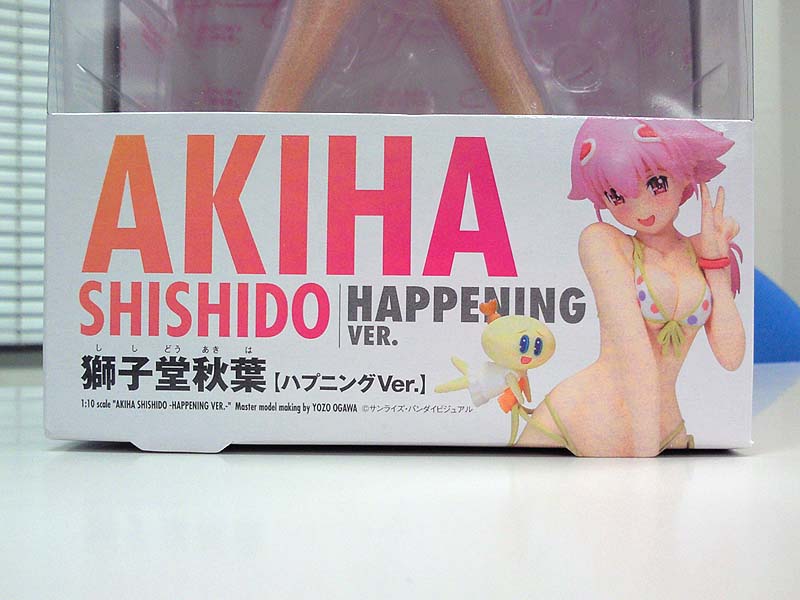 AKIHA
SHISHIDO
HAPPENING
VER.
し し どう あき は
獅子堂秋葉【ハプニングVer.】
1:10 scale "AKIHA SHISHIDO -HAPPENING VER.-" Master model making by YOZO OGAWA ©サンライズ・バンダイビジュアル